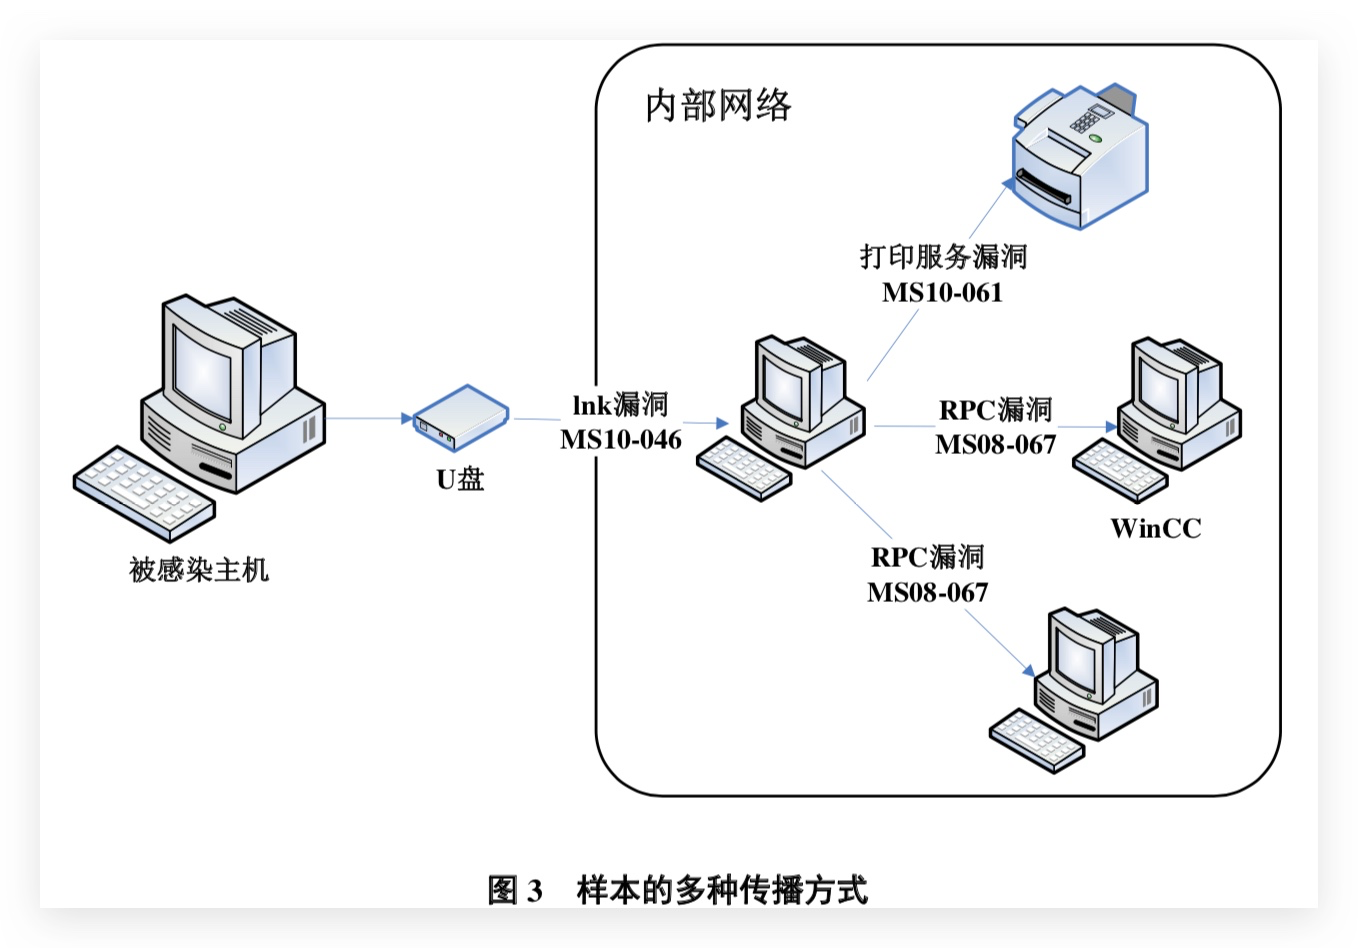 内部网络
打印服务漏洞
MS10-061
lnk漏洞
MS10-046
RPC漏洞
MS08-067
U盘
WinCC
被感染主机
RPC漏洞
MS08-067
图 3 样本的多种传播方式